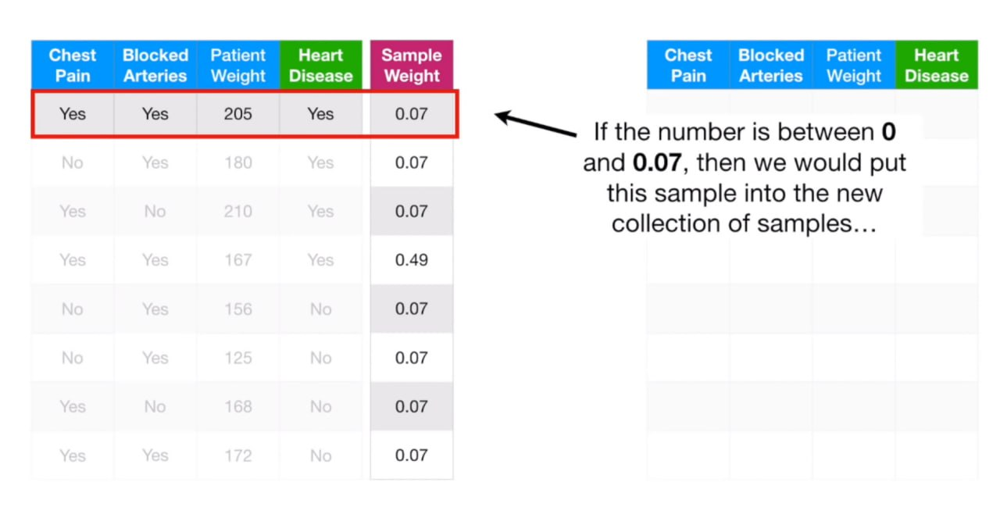 Chest Pain Blocked Arteries Patient Weight Heart Disease Sample Weight
Yes Yes 205 Yes 0.07
No Yes 180 Yes 0.07
Yes No 210 Yes 0.07
Yes Yes 167 Yes 0.49
No Yes 156 No 0.07
No Yes 125 No 0.07
Yes No 168 No 0.07
Yes Yes 172 No 0.07
Chest Pain Blocked Arteries Patient Weight Heart Disease
If the number is between 0
and 0.07, then we would put
this sample into the new
collection of samples…